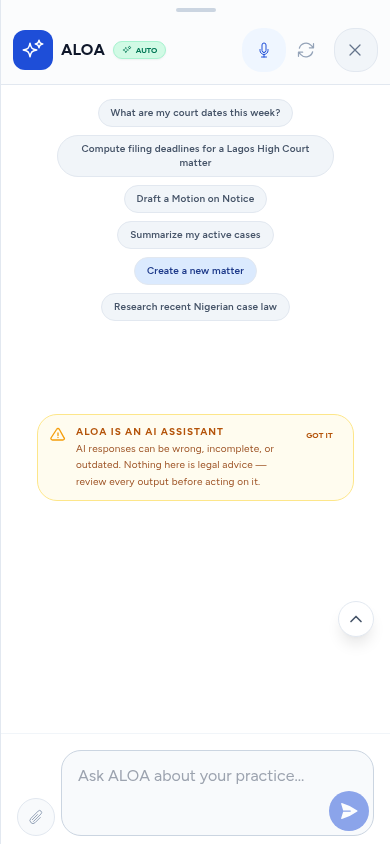 ALOA
AUTO
What are my court dates this week?
Compute filing deadlines for a Lagos High Court
matter
Draft a Motion on Notice
Summarize my active cases
Create a new matter
Research recent Nigerian case law
ALOA IS AN AI ASSISTANT
GOT IT
AI responses can be wrong, incomplete, or
outdated. Nothing here is legal advice —
review every output before acting on it.
Ask ALOA about your practice...